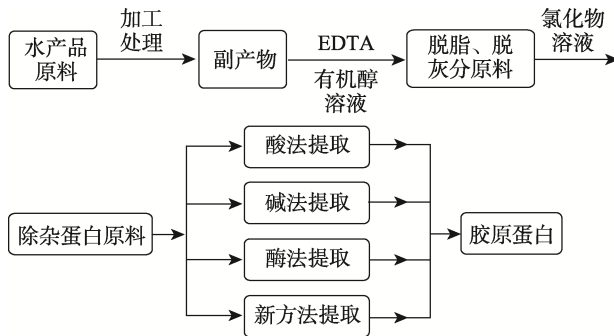 水产品
原料
加工
处理
副产物
EDTA
有机醇
溶液
脱脂、脱
灰分原料
氯化物
溶液
除杂蛋白原料
酸法提取
碱法提取
酶法提取
新方法提取
胶原蛋白